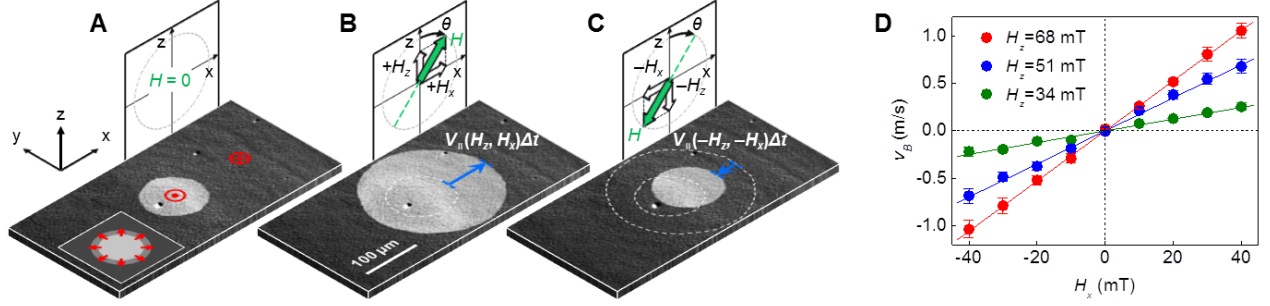 A
z
x
H = 0
z
y
x
B
θ
z
H
x
+Hz
+Hx
V||(Hz, Hx)Δt
100 μm
C
θ
z
x
−Hx
−Hz
H
V||(−Hz, −Hx)Δt
D
Hz=68 mT
Hz=51 mT
Hz=34 mT
1.0
0.5
0.0
-0.5
-1.0
vB (m/s)
-40 -20 0 20 40
Hx (mT)